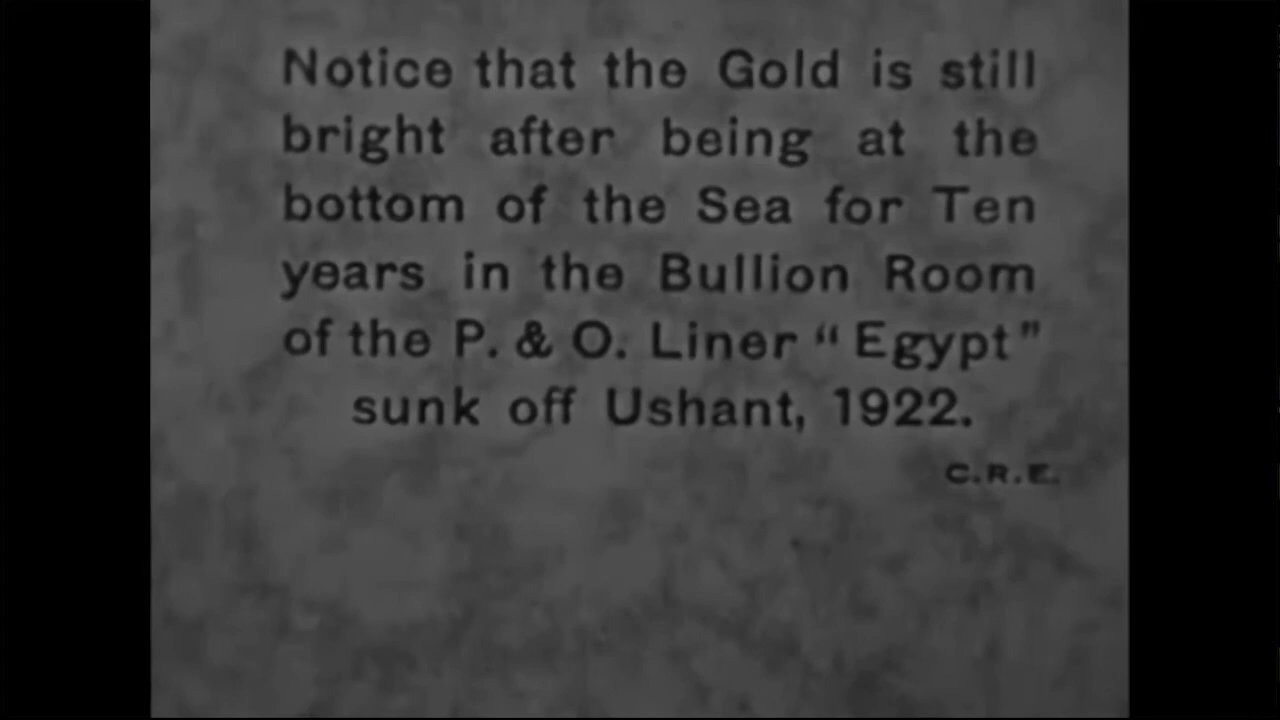 Notice that the Gold is still
bright after being at the
bottom of the Sea for Ten
years in the Bullion Room
of the P. & O. Liner “Egypt”
sunk off Ushant, 1922.
C.R.E.